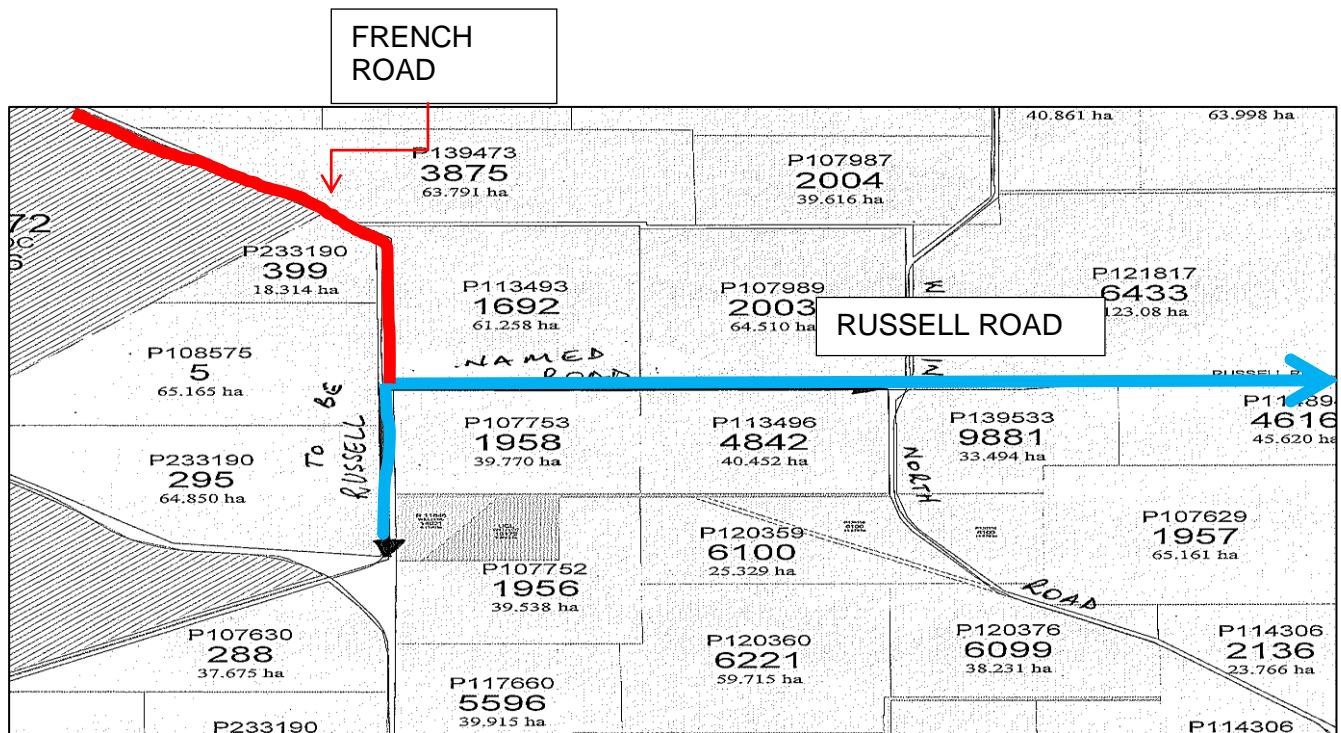 FRENCH
ROAD
40.861 ha
63.998 ha
P139473
3875
63.791 ha
P107987
2004
39.616 ha
72
P233190
399
18.314 ha
P113493
1692
61.258 ha
P107989
2003
64.510 ha
P121817
6433
123.08 ha
RUSSELL ROAD
P108575
5
65.165 ha
NAMED
ROAD
TO BE
RUSSELL
P107753
1958
39.770 ha
P113496
4842
40.452 ha
P139533
9881
33.494 ha
4616
45.620 ha
P233190
295
64.850 ha
NORTH
P120359
6100
25.329 ha
P107629
1957
65.161 ha
P107752
1956
39.538 ha
ROAD
P107630
288
37.675 ha
P120360
6221
59.715 ha
P120376
6099
38.231 ha
P114306
2136
23.766 ha
P117660
5596
39.915 ha
P233190
P114306